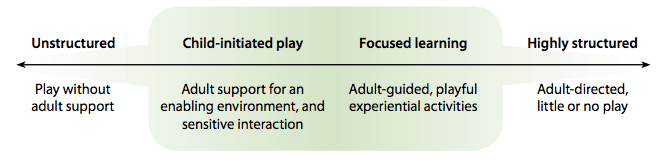 Unstructured
Play without
adult support
Child-initiated play
Adult support for an
enabling environment, and
sensitive interaction
Focused learning
Adult-guided, playful
experiential activities
Highly structured
Adult-directed,
little or no play